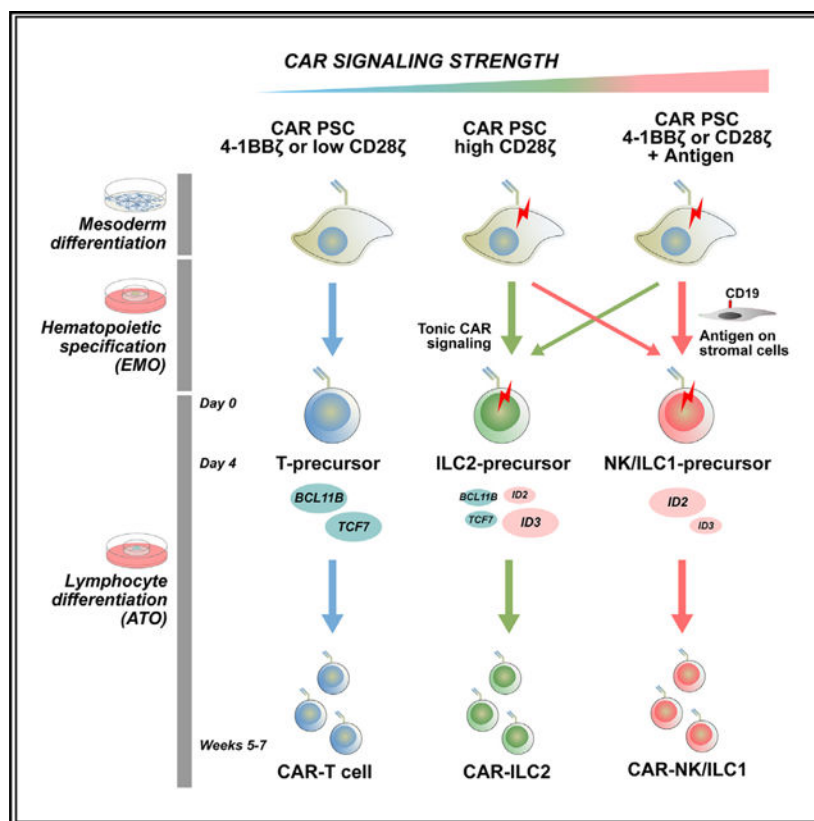 CAR SIGNALING STRENGTH
CAR PSC
4-1BBζ or low CD28ζ
CAR PSC
high CD28ζ
CAR PSC
4-1BBζ or CD28ζ
+ Antigen
Mesoderm
differentiation
Hematopoietic
specification
(EMO)
Tonic CAR
signaling
CD19
Antigen on
stromal cells
Day 0
Day 4
T-precursor
ILC2-precursor
NK/ILC1-precursor
BCL11B
TCF7
BCL11B
ID2
TCF7
ID3
ID2
ID3
Lymphocyte
differentiation
(ATO)
Weeks 5-7
CAR-T cell
CAR-ILC2
CAR-NK/ILC1